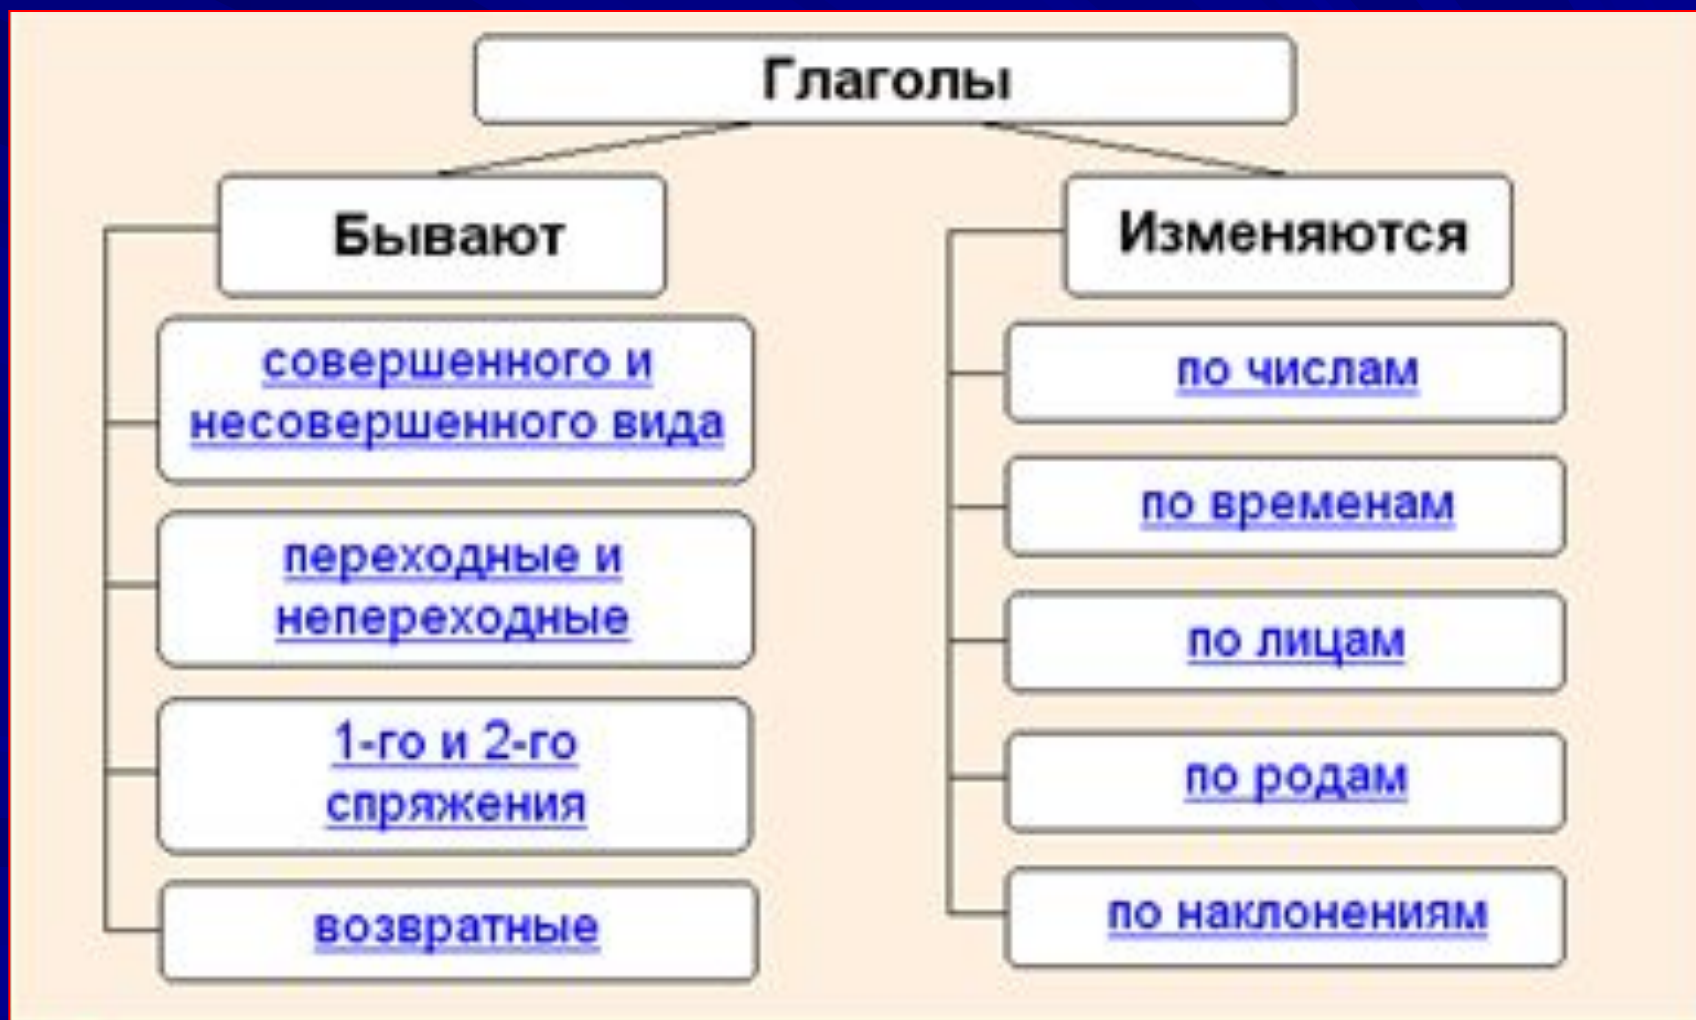 Глаголы
Бывают
совершенного и
несовершенного вида
переходные и
непереходные
1-го и 2-го
спряжения
возвратные
Изменяются
по числам
по временам
по лицам
по родам
по наклонениям